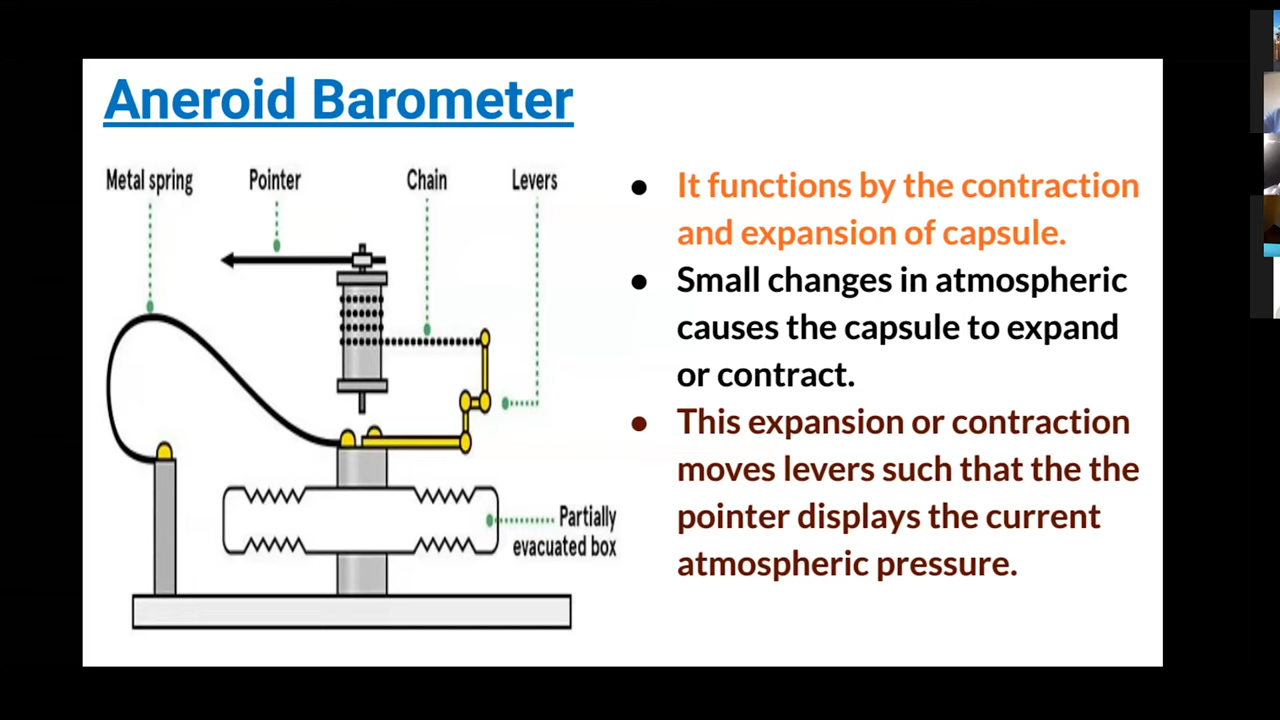 Aneroid Barometer
Metal spring
Pointer
Chain
Levers
Partially
evacuated box
● It functions by the contraction
and expansion of capsule.
● Small changes in atmospheric
causes the capsule to expand
or contract.
● This expansion or contraction
moves levers such that the the
pointer displays the current
atmospheric pressure.